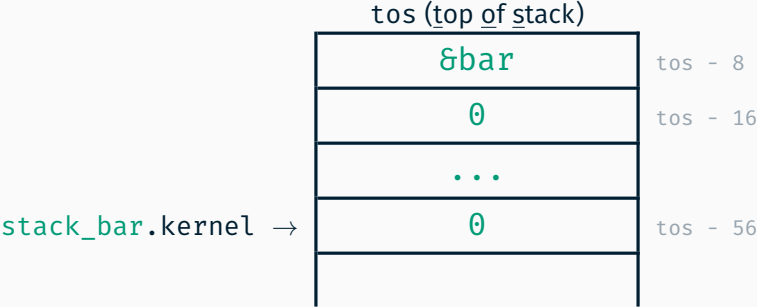 tos (top of stack)
&bar tos - 8
0 tos - 16
...
stack_bar.kernel → 0 tos - 56